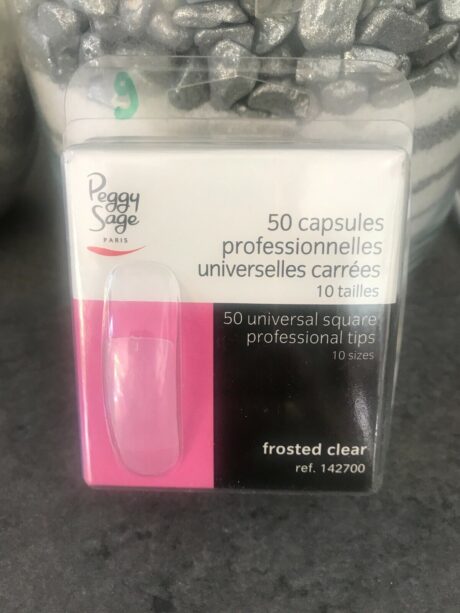 9
Peggy
Sage
PARIS
50 capsules
professionnelles
universelles carrées
10 tailles
50 universal square
professional tips
10 sizes
frosted clear
ref. 142700